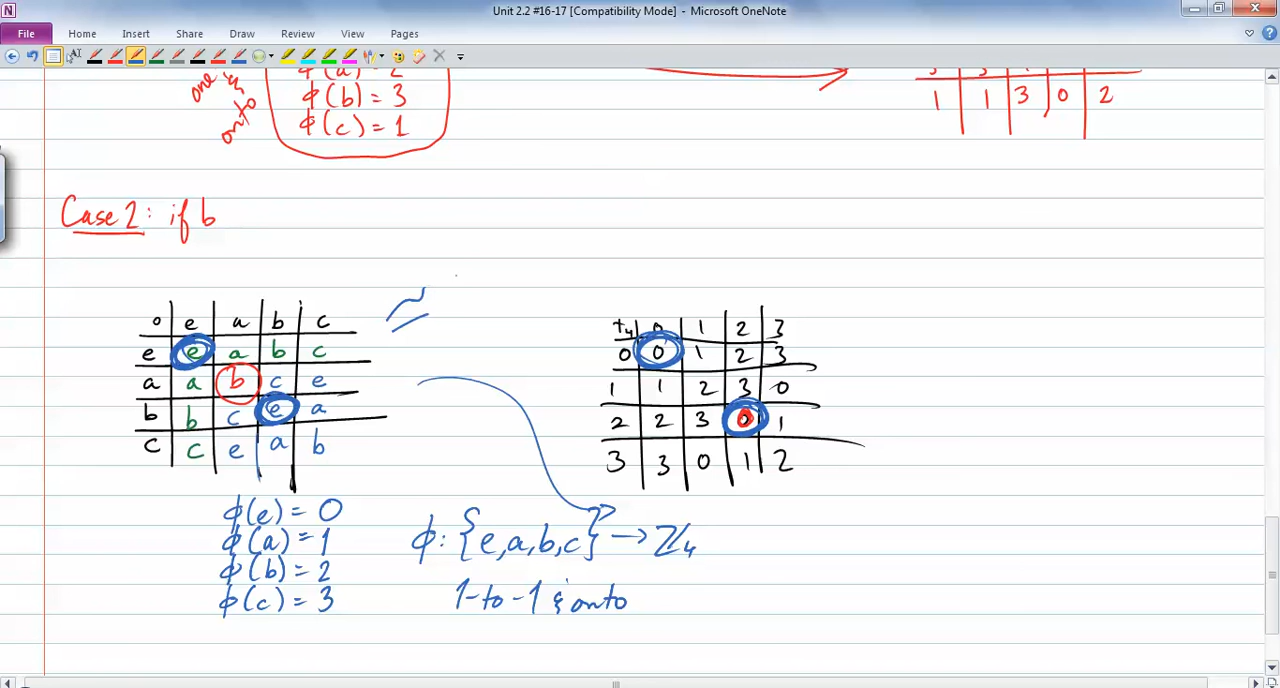 Unit 2.2 #16-17 [Compatibility Mode] - Microsoft OneNote
File Home Insert Share Draw Review View Pages
one is
onto
ϕ(a) = 2
ϕ(b) = 3
ϕ(c) = 1
1 | 1 | 3 | 0 | 2
Case 2: if b
∘ | e | a | b | c
e | e | a | b | c
a | a | b | c | e
b | b | c | e | a
c | c | e | a | b
+₄ | 0 | 1 | 2 | 3
0 | 0 | 1 | 2 | 3
1 | 1 | 2 | 3 | 0
2 | 2 | 3 | 0 | 1
3 | 3 | 0 | 1 | 2
ϕ(e) = 0
ϕ(a) = 1
ϕ(b) = 2
ϕ(c) = 3
ϕ: {e,a,b,c} → ℤ₄
1-to-1 & onto